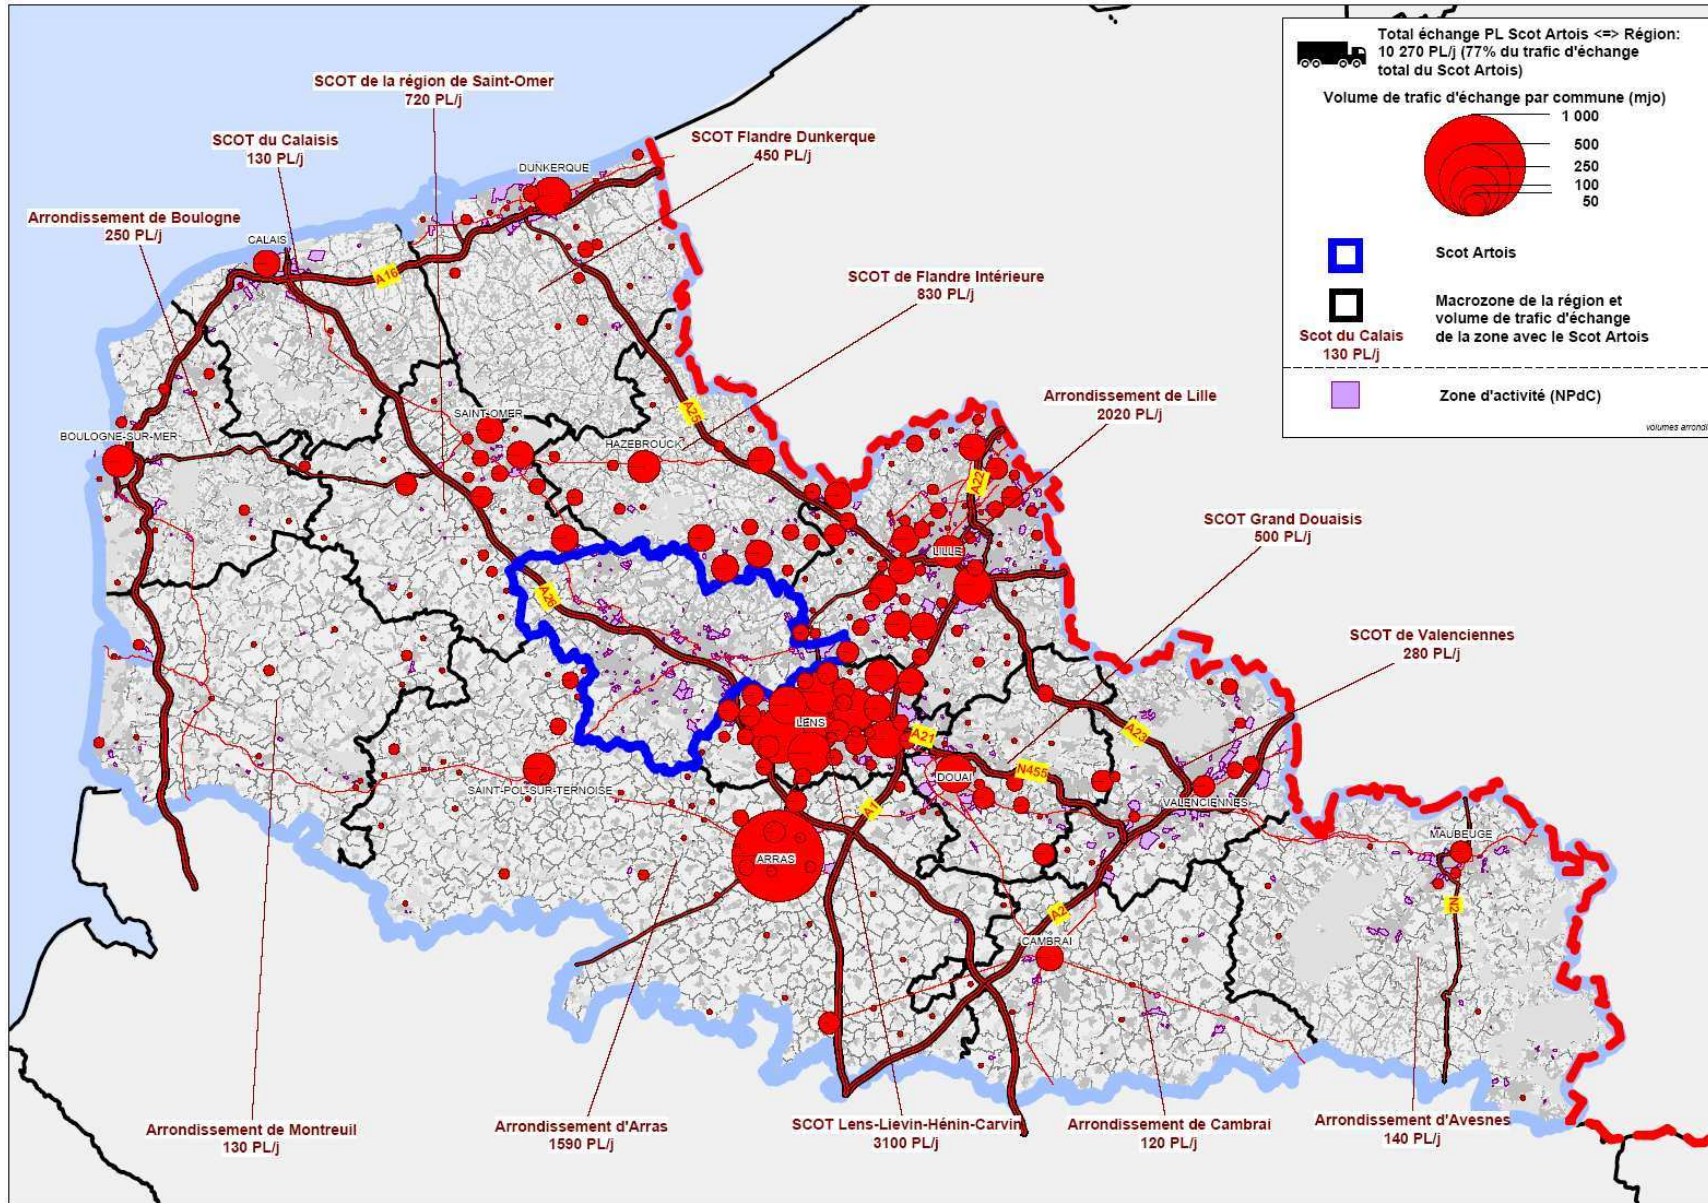 Total échange PL Scot Artois <=> Région:
10 270 PL/j (77% du trafic d'échange
total du Scot Artois)
Volume de trafic d'échange par commune (mjo)
1 000
500
250
100
50
Scot Artois
Macrozone de la région et
volume de trafic d'échange
de la zone avec le Scot Artois
Scot du Calais
130 PL/j
Zone d'activité (NPdC)
volumes arrondi
SCOT de la région de Saint-Omer
720 PL/j
SCOT du Calaisis
130 PL/j
SCOT Flandre Dunkerque
450 PL/j
DUNKERQUE
Arrondissement de Boulogne
250 PL/j
CALAIS
A16
SCOT de Flandre Intérieure
830 PL/j
Arrondissement de Lille
2020 PL/j
A25
SAINT-OMER
BOULOGNE-SUR-MER
HAZEBROUCK
A22
SCOT Grand Douaisis
500 PL/j
LILLE
A26
SCOT de Valenciennes
280 PL/j
LENS
A21
A23
N455
DOUAI
SAINT-POL-SUR-TERNOISE
VALENCIENNES
A1
MAUBEUGE
ARRAS
N2
A2
CAMBRAI
Arrondissement de Montreuil
130 PL/j
Arrondissement d'Arras
1590 PL/j
SCOT Lens-Lievin-Hénin-Carvin
3100 PL/j
Arrondissement de Cambrai
120 PL/j
Arrondissement d'Avesnes
140 PL/j